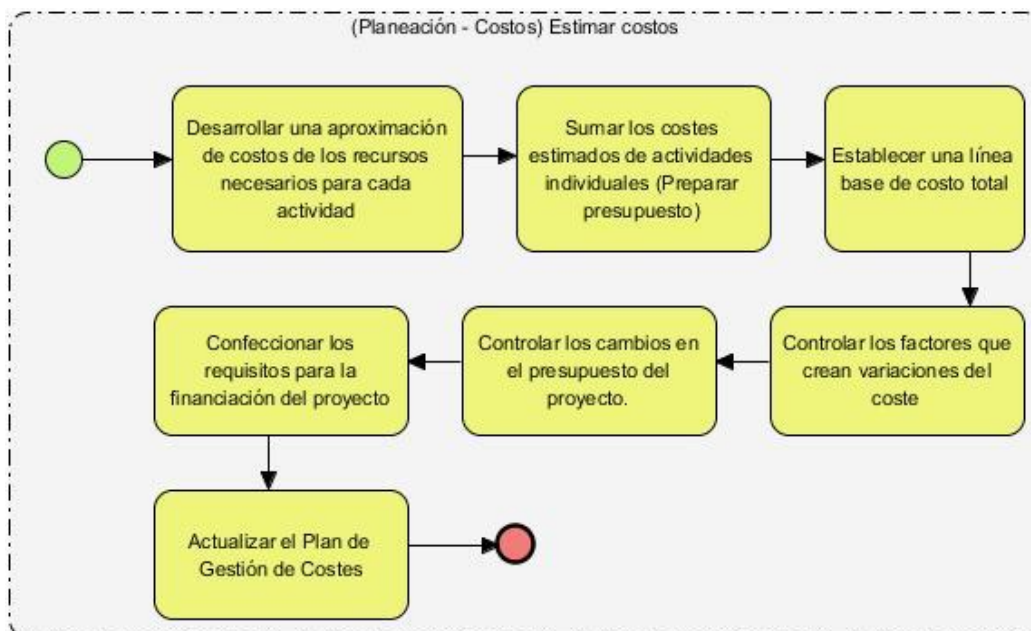 (Planeación - Costos) Estimar costos
Desarrollar una aproximación
de costos de los recursos
necesarios para cada
actividad
Sumar los costes
estimados de actividades
individuales (Preparar
presupuesto)
Establecer una línea
base de costo total
Controlar los factores que
crean variaciones del
coste
Controlar los cambios en
el presupuesto del
proyecto.
Confeccionar los
requisitos para la
financiación del proyecto
Actualizar el Plan de
Gestión de Costes